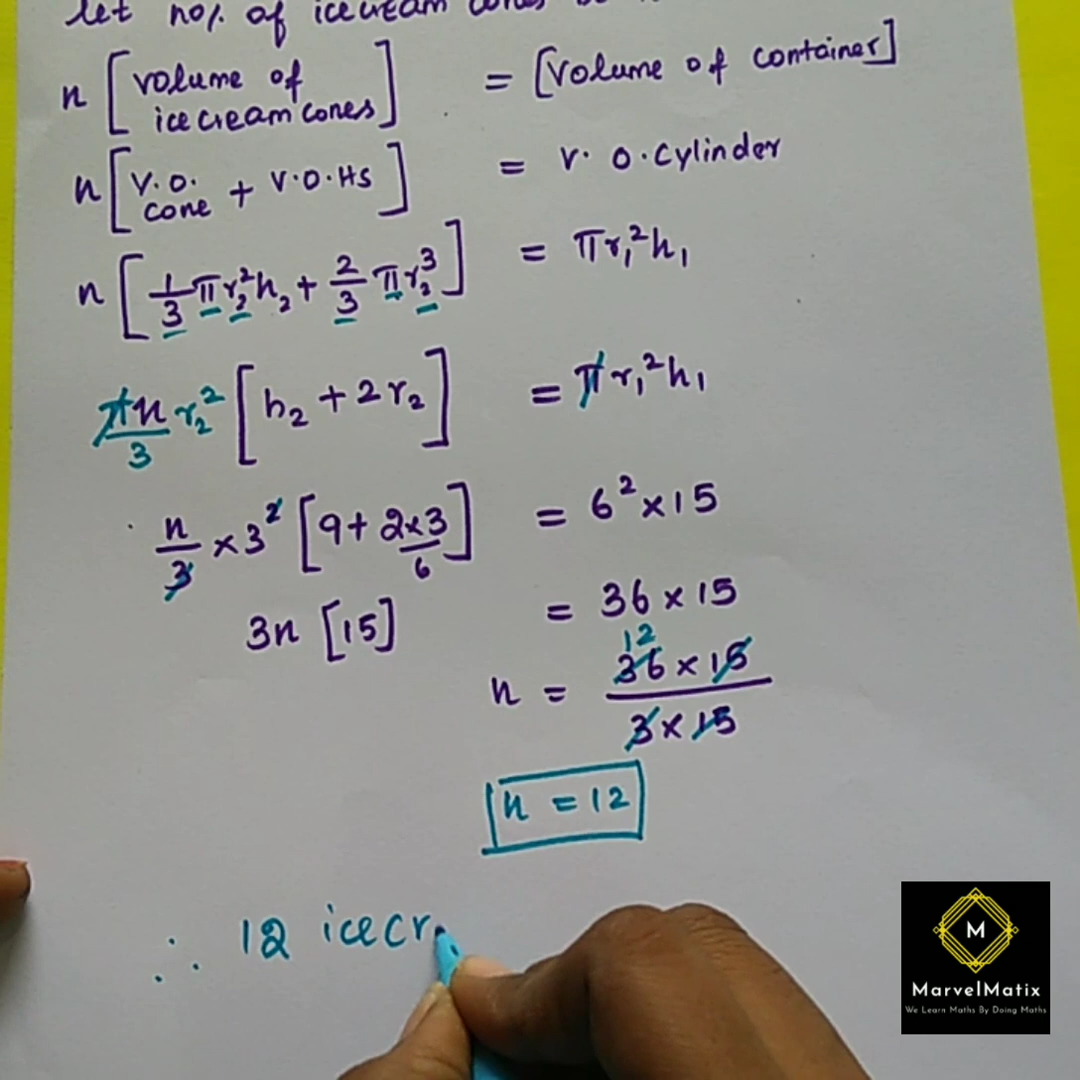 let no/. of icecream cones be
n [volume of icecream cones] = [Volume of container]
n [V.O. cone + V.O.HS] = V.O.Cylinder
n [1/3 πr₂²h₂ + 2/3 πr₂³] = πr₁²h₁
πn/3 r₂² [h₂ + 2r₂] = πr₁²h₁
n/3 × 3² [9 + 2×3] = 6² × 15
6
3n [15] = 36 × 15
12
n = 36 × 15 / 3 × 15
n = 12
∴ 12 icecr
M
MarvelMatix
We Learn Maths By Doing Maths